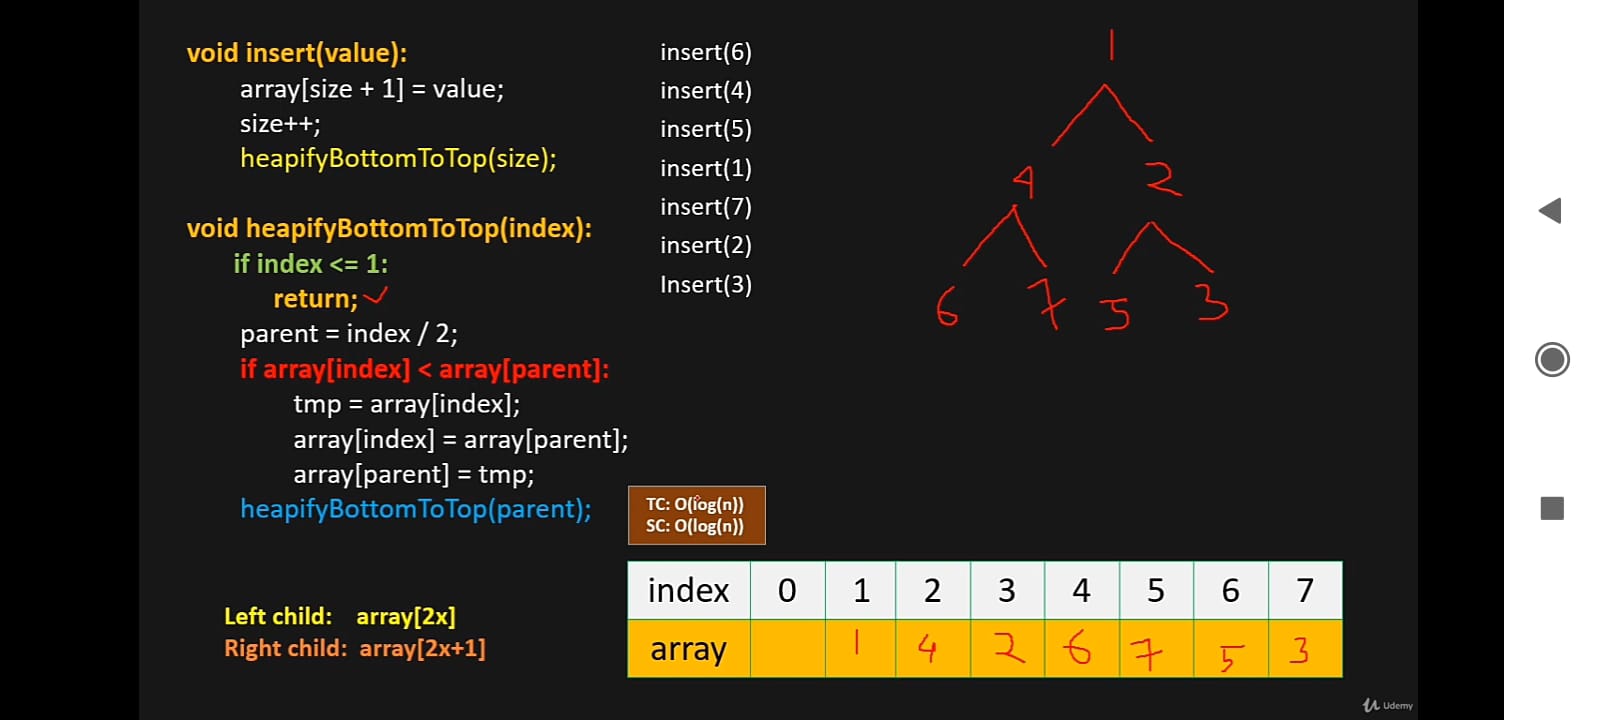 void insert(value):
array[size + 1] = value;
size++;
heapifyBottomToTop(size);
void heapifyBottomToTop(index):
if index <= 1:
return;
parent = index / 2;
if array[index] < array[parent]:
tmp = array[index];
array[index] = array[parent];
array[parent] = tmp;
heapifyBottomToTop(parent);
Left child: array[2x]
Right child: array[2x+1]
insert(6)
insert(4)
insert(5)
insert(1)
insert(7)
insert(2)
Insert(3)
1
4 2
6 7 5 3
TC: O(log(n))
SC: O(log(n))
index 0 1 2 3 4 5 6 7
array 1 4 2 6 7 5 3
Udemy